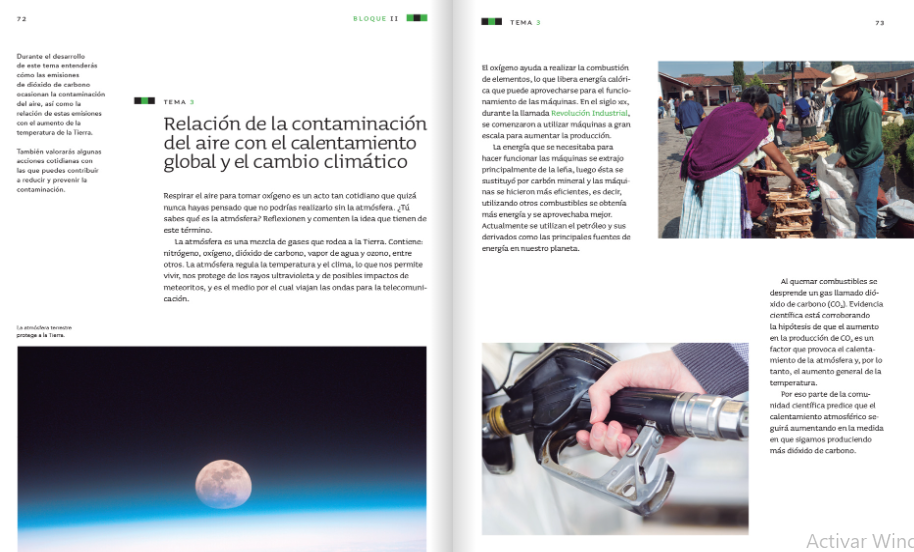 72
BLOQUE II
Durante el desarrollo
de este tema entenderás
cómo las emisiones
de dióxido de carbono
ocasionan la contaminación
del aire, así como la
relación de estas emisiones
con el aumento de la
temperatura de la Tierra.
También valorarás algunas
acciones cotidianas con
las que puedes contribuir
a reducir y prevenir la
contaminación.
TEMA 3
Relación de la contaminación
del aire con el calentamiento
global y el cambio climático
Respirar el aire para tomar oxígeno es un acto tan cotidiano que quizá
nunca hayas pensado que no podrías realizarlo sin la atmósfera. ¿Tú
sabes qué es la atmósfera? Reflexionen y comenten la idea que tienen de
este término.
La atmósfera es una mezcla de gases que rodea a la Tierra. Contiene:
nitrógeno, oxígeno, dióxido de carbono, vapor de agua y ozono, entre
otros. La atmósfera regula la temperatura y el clima, lo que nos permite
vivir, nos protege de los rayos ultravioleta y de posibles impactos de
meteoritos, y es el medio por el cual viajan las ondas para la telecomuni-
cación.
La atmósfera terrestre
protege a la Tierra.
TEMA 3
73
El oxígeno ayuda a realizar la combustión
de elementos, lo que libera energía calóri-
ca que puede aprovecharse para el funcio-
namiento de las máquinas. En el siglo XIX,
durante la llamada Revolución Industrial,
se comenzaron a utilizar máquinas a gran
escala para aumentar la producción.
La energía que se necesitaba para
hacer funcionar las máquinas se extrajo
principalmente de la leña, luego ésta se
sustituyó por carbón mineral y las máqui-
nas se hicieron más eficientes, es decir,
utilizando otros combustibles se obtenía
más energía y se aprovechaba mejor.
Actualmente se utilizan el petróleo y sus
derivados como las principales fuentes de
energía en nuestro planeta.
Al quemar combustibles se
desprende un gas llamado dió-
xido de carbono (CO₂). Evidencia
científica está corroborando
la hipótesis de que el aumento
en la producción de CO₂ es un
factor que provoca el calenta-
miento de la atmósfera y, por lo
tanto, el aumento general de la
temperatura.
Por eso parte de la comu-
nidad científica predice que el
calentamiento atmosférico se-
guirá aumentando en la medida
en que sigamos produciendo
más dióxido de carbono.
Activar Wind